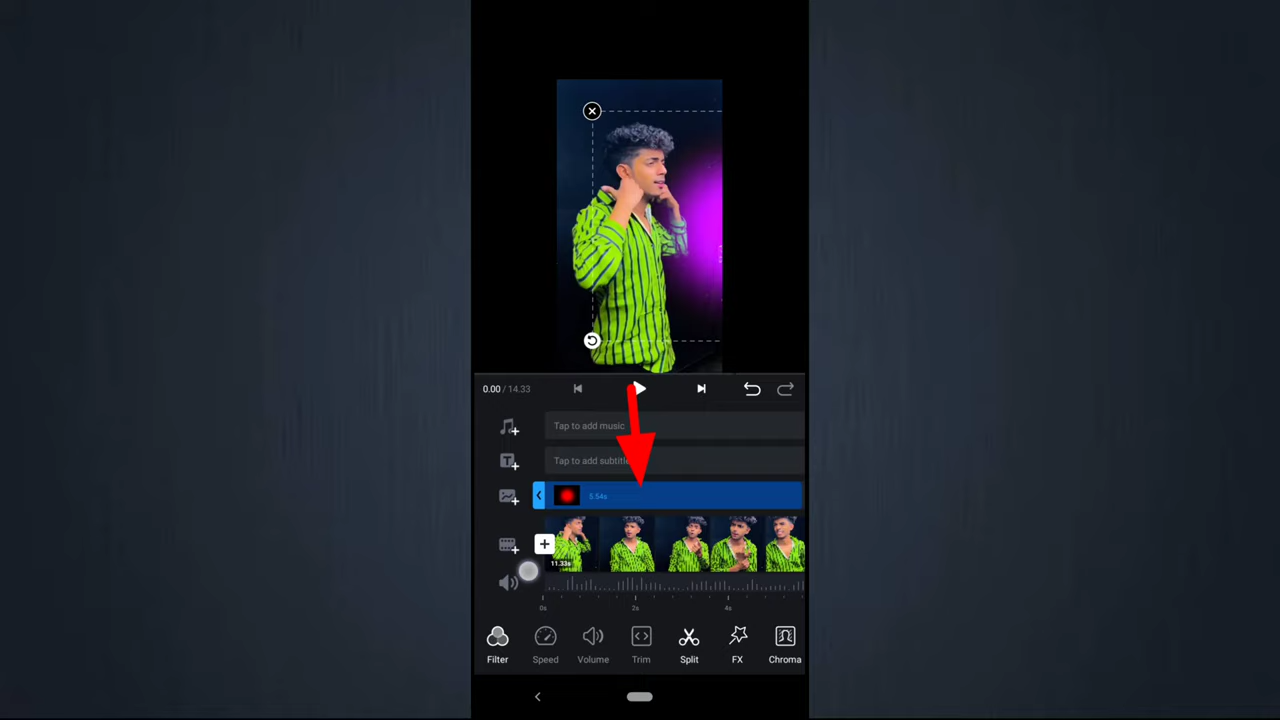 0.00 / 14.33
Tap to add music
Tap to add subtitle
5.54s
11.33s
0s 2s 4s
Filter Speed Volume Trim Split FX Chroma